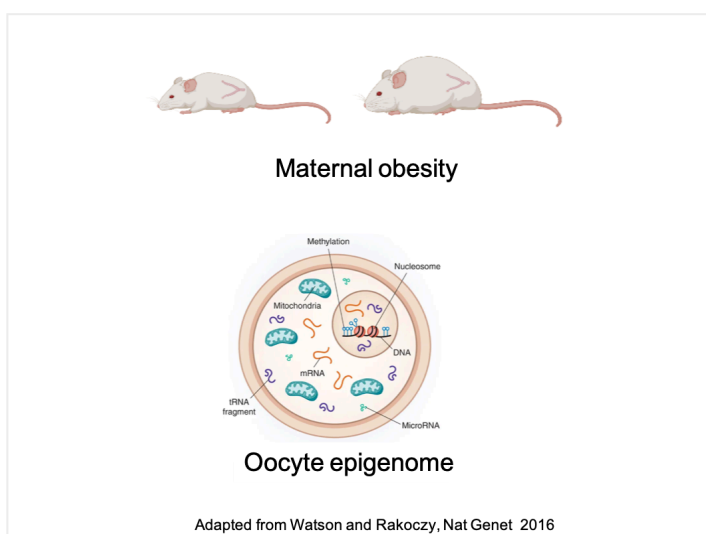 Maternal obesity
Methylation
Nucleosome
Mitochondria
DNA
mRNA
tRNA
fragment
MicroRNA
Oocyte epigenome
Adapted from Watson and Rakoczy, Nat Genet 2016